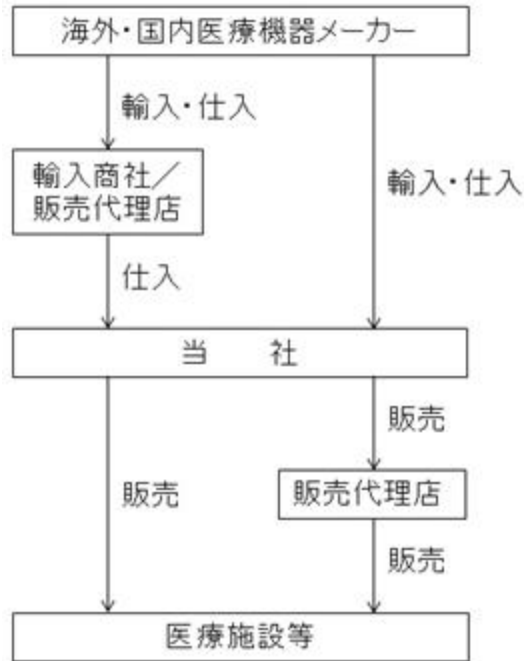 海外・国内医療機器メーカー
輸入・仕入
輸入商社／
販売代理店
輸入・仕入
仕入
当　社
販売
販売代理店
販売
販売
医療施設等